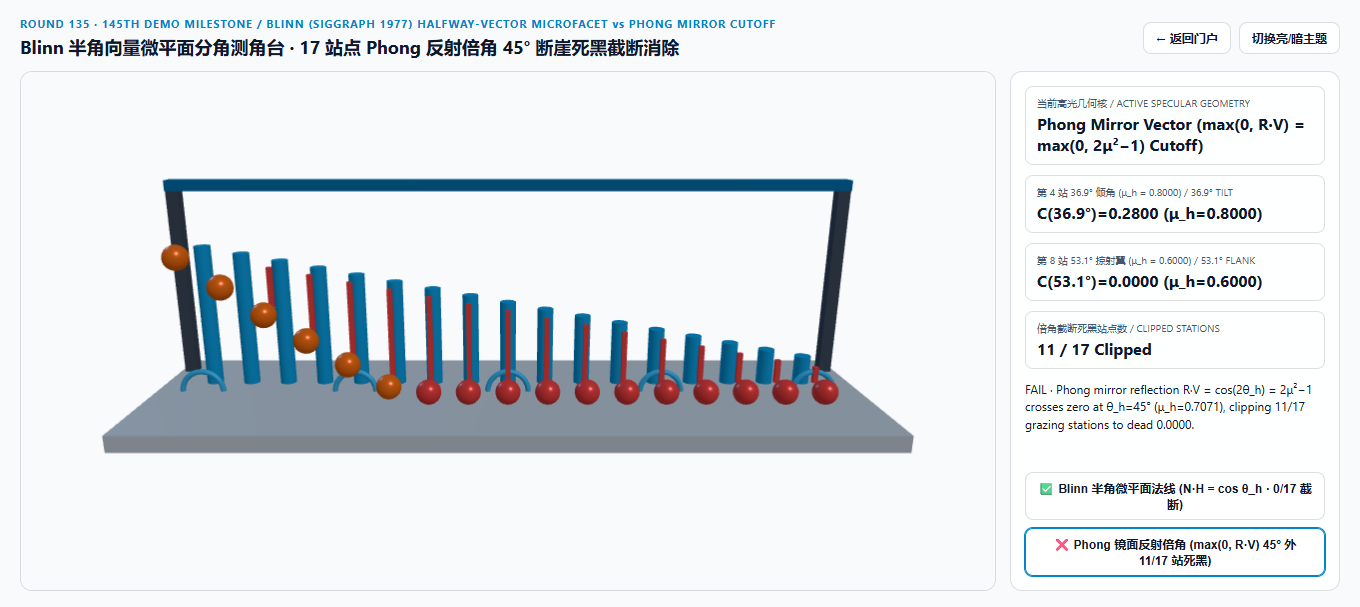 ROUND 135 · 145TH DEMO MILESTONE / BLINN (SIGGRAPH 1977) HALFWAY-VECTOR MICROFACET vs PHONG MIRROR CUTOFF
Blinn 半角向量微平面分角测角台 · 17 站点 Phong 反射倍角 45° 断崖死黑截断消除
← 返回门户
切换亮/暗主题
当前高光几何核 / ACTIVE SPECULAR GEOMETRY
Phong Mirror Vector (max(0, R·V) =
max(0, 2μ²−1) Cutoff)
第 4 站 36.9° 倾角 (μ_h = 0.8000) / 36.9° TILT
C(36.9°)=0.2800 (μ_h=0.8000)
第 8 站 53.1° 掠射翼 (μ_h = 0.6000) / 53.1° FLANK
C(53.1°)=0.0000 (μ_h=0.6000)
倍角截断死黑站点数 / CLIPPED STATIONS
11 / 17 Clipped
FAIL · Phong mirror reflection R·V = cos(2θ_h) = 2μ²−1
crosses zero at θ_h=45° (μ_h=0.7071), clipping 11/17
grazing stations to dead 0.0000.
✅ Blinn 半角微平面法线 (N·H = cos θ_h · 0/17 截
断)
❌ Phong 镜面反射倍角 (max(0, R·V) 45° 外
11/17 站死黑)